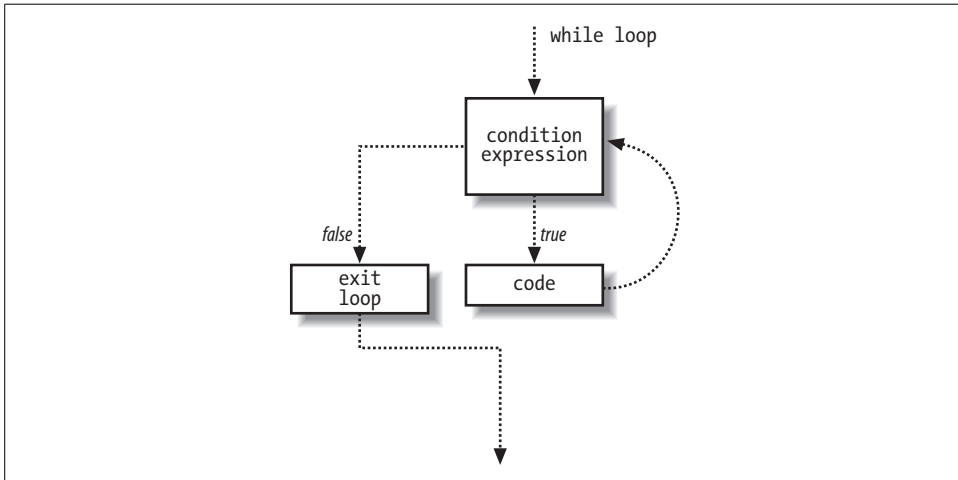 while loop
condition
expression
false
true
exit
loop
code